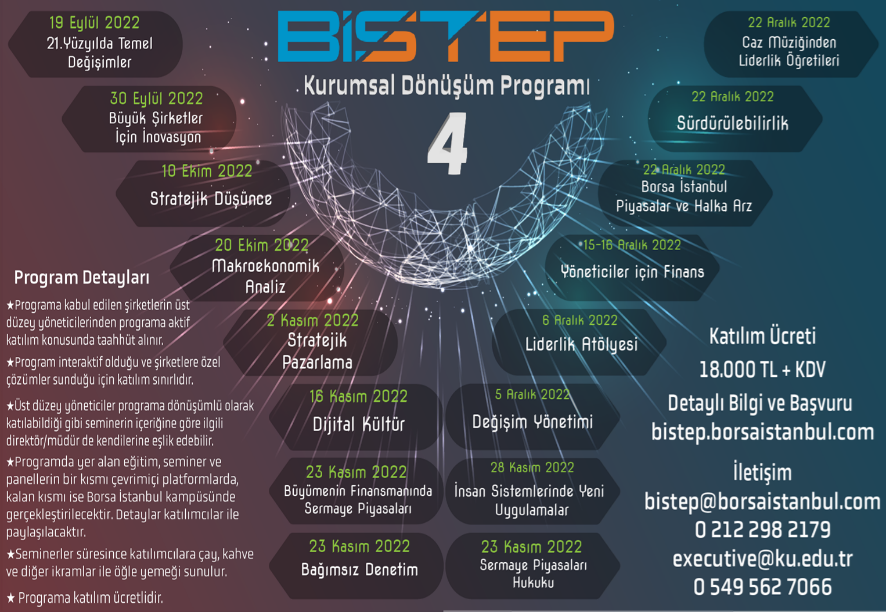 BiSTEP
Kurumsal Dönüşüm Programı
4
19 Eylül 2022
21.Yüzyılda Temel
Değişimler
30 Eylül 2022
Büyük Şirketler
İçin İnovasyon
10 Ekim 2022
Stratejik Düşünce
20 Ekim 2022
Makroekonomik
Analiz
2 Kasım 2022
Stratejik
Pazarlama
16 Kasım 2022
Dijital Kültür
23 Kasım 2022
Büyümenin Finansmanında
Sermaye Piyasaları
23 Kasım 2022
Bağımsız Denetim
23 Kasım 2022
Sermaye Piyasaları
Hukuku
28 Kasım 2022
İnsan Sistemlerinde Yeni
Uygulamalar
5 Aralık 2022
Değişim Yönetimi
6 Aralık 2022
Liderlik Atölyesi
15-16 Aralık 2022
Yöneticiler için Finans
22 Aralık 2022
Borsa İstanbul
Piyasalar ve Halka Arz
22 Aralık 2022
Sürdürülebilirlik
22 Aralık 2022
Caz Müziğinden
Liderlik Öğretileri
Program Detayları
★Programa kabul edilen şirketlerin üst
düzey yöneticilerinden programa aktif
katılım konusunda taahhüt alınır.
★Program interaktif olduğu ve şirketlere özel
çözümler sunduğu için katılım sınırlıdır.
★Üst düzey yöneticiler programa dönüşümlü olarak
katılabildiği gibi seminerin içeriğine göre ilgili
direktör/müdür de kendilerine eşlik edebilir.
★Programda yer alan eğitim, seminer ve
panellerin bir kısmı çevrimiçi platformlarda,
kalan kısmı ise Borsa İstanbul kampüsünde
gerçekleştirilecektir. Detaylar katılımcılar ile
paylaşılacaktır.
★Seminerler süresince katılımcılara çay, kahve
ve diğer ikramlar ile öğle yemeği sunulur.
★ Programa katılım ücretlidir.
Katılım Ücreti
18.000 TL + KDV
Detaylı Bilgi ve Başvuru
bistep.borsaistanbul.com
İletişim
bistep@borsaistanbul.com
0 212 298 2179
executive@ku.edu.tr
0 549 562 7066